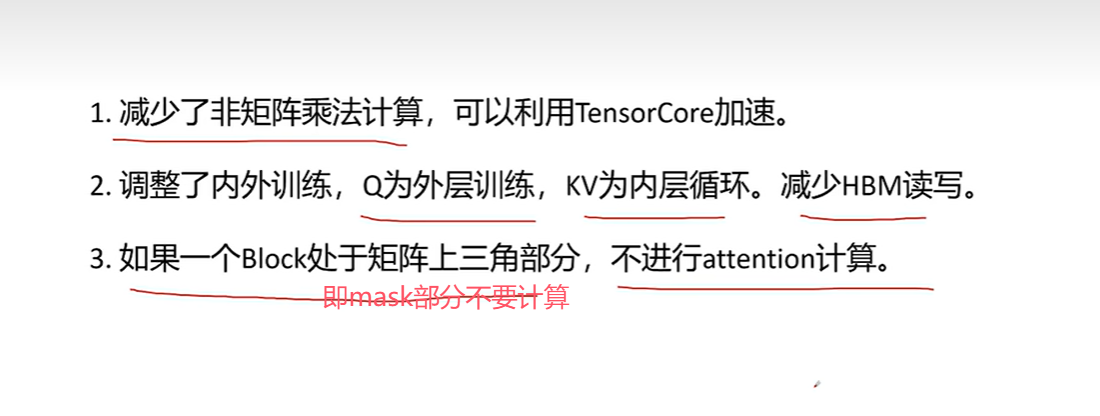 1. 减少了非矩阵乘法计算，可以利用TensorCore加速。
2. 调整了内外训练，Q为外层训练，KV为内层循环。减少HBM读写。
3. 如果一个Block处于矩阵上三角部分，不进行attention计算。
即mask部分不要计算